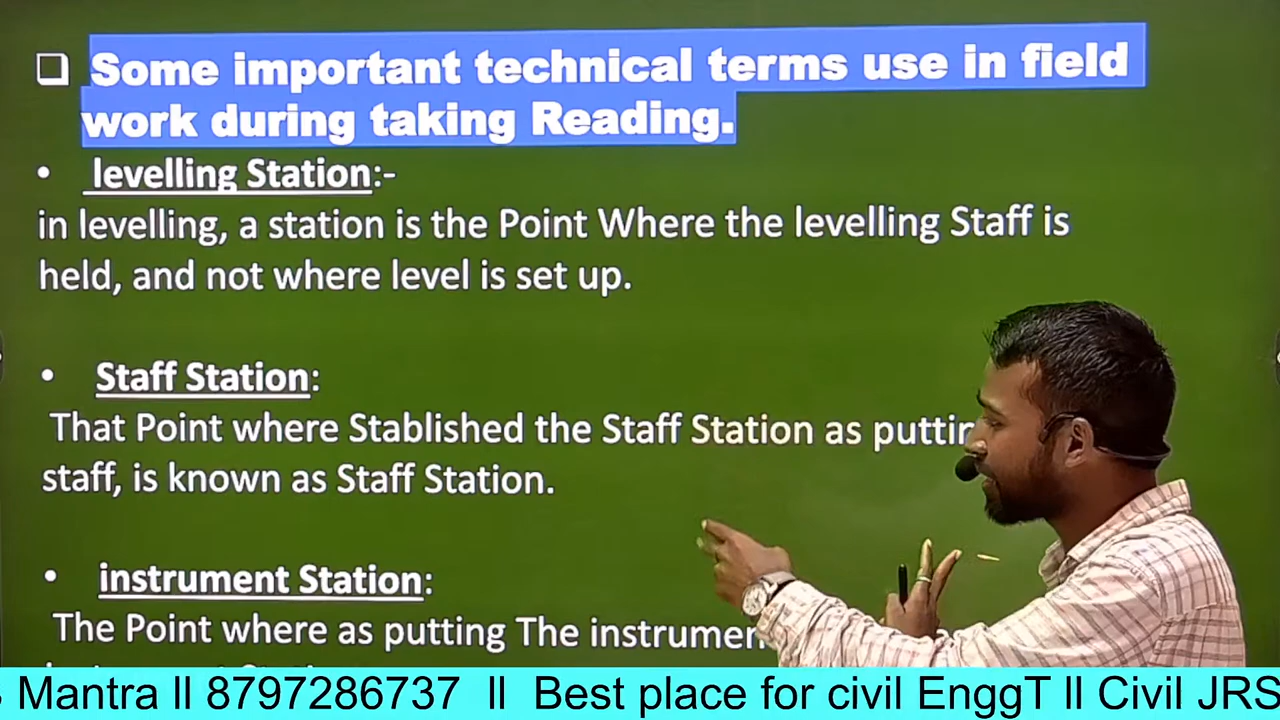 Some important technical terms use in field
work during taking Reading.
levelling Station:-
in levelling, a station is the Point Where the levelling Staff is
held, and not where level is set up.
Staff Station:
That Point where Stablished the Staff Station as
staff, is known as Staff Station.
instrument Station:
The Point where as putting The
Mantra ll 8797286737 ll Best place for civil EnggT ll Civil JRS